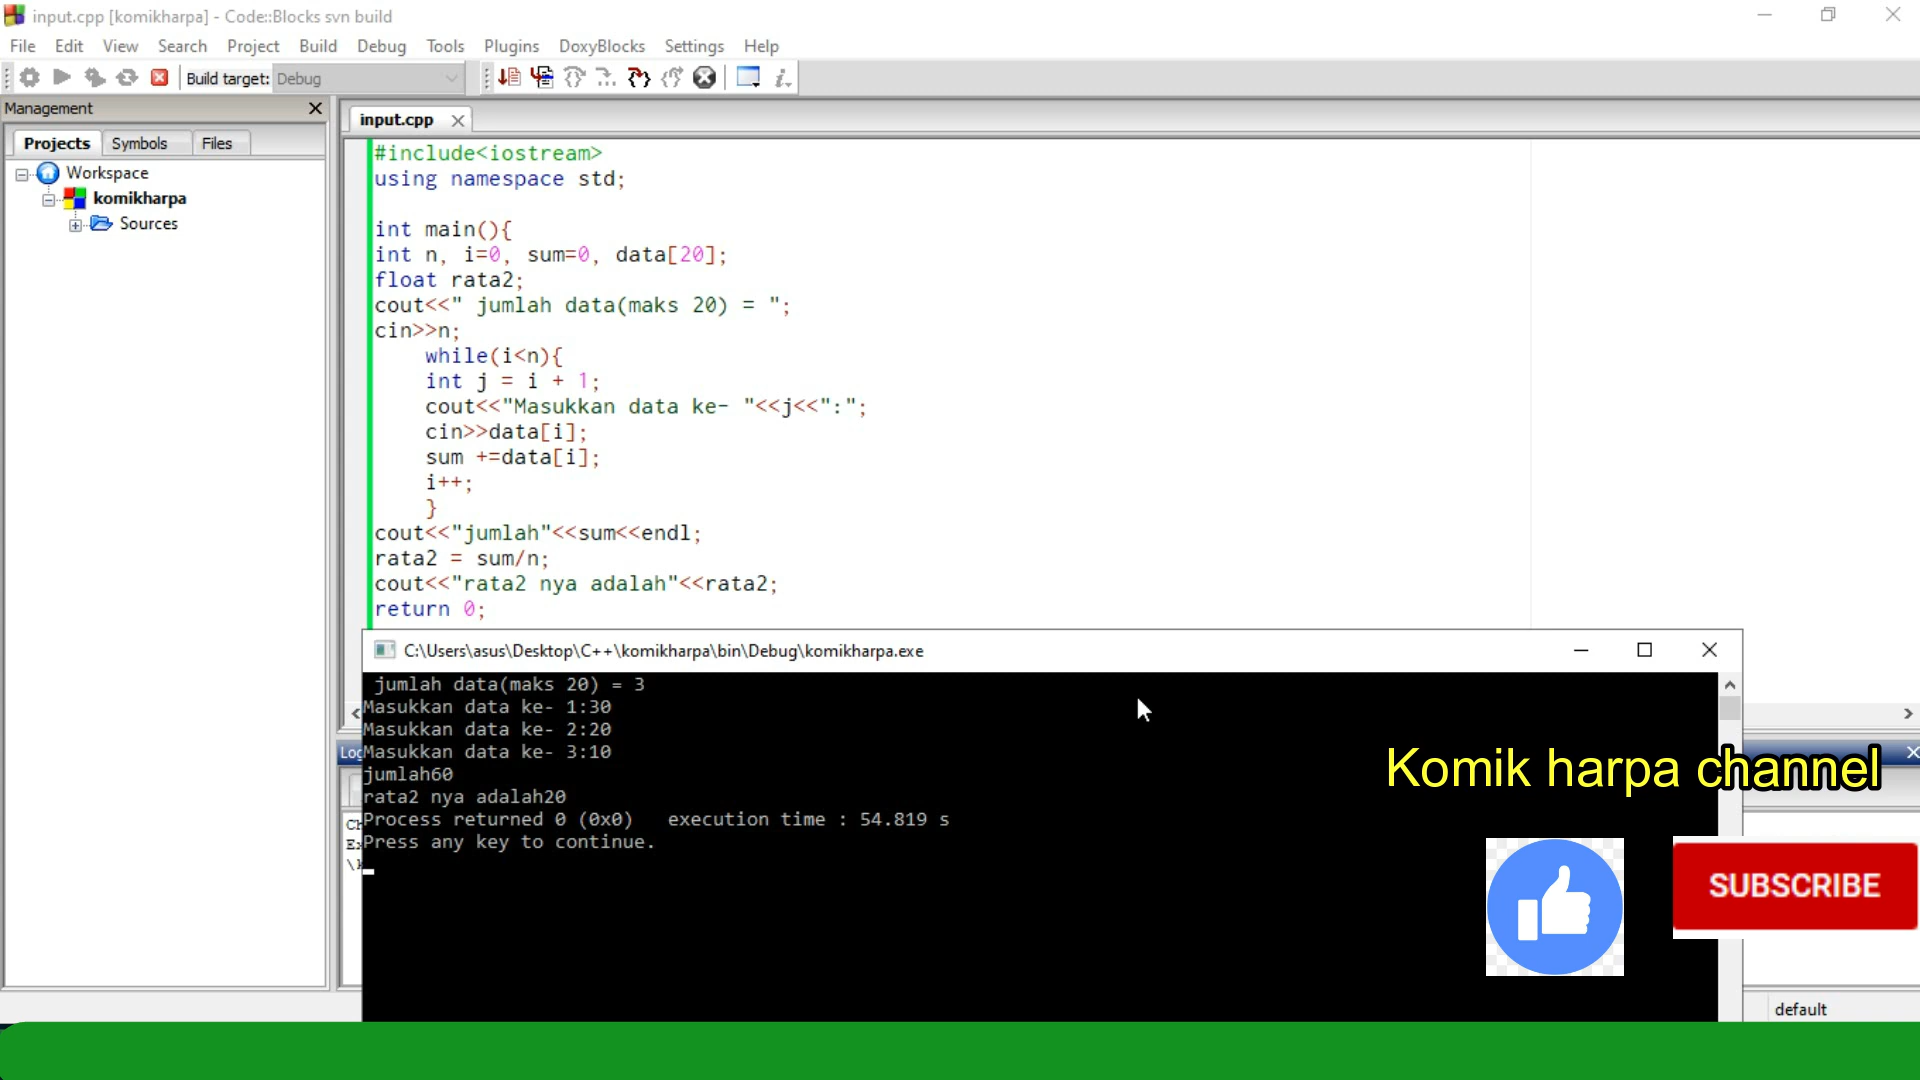 input.cpp [komikharpa] - Code::Blocks svn build
File Edit View Search Project Build Debug Tools Plugins DoxyBlocks Settings Help
Build target: Debug
Management
Projects Symbols Files
Workspace
komikharpa
Sources
input.cpp
#include<iostream>
using namespace std;
int main(){
int n, i=0, sum=0, data[20];
float rata2;
cout<<" jumlah data(maks 20) = ";
cin>>n;
while(i<n){
int j = i + 1;
cout<<"Masukkan data ke- "<<j<<":";
cin>>data[i];
sum +=data[i];
i++;
}
cout<<"jumlah"<<sum<<endl;
rata2 = sum/n;
cout<<"rata2 nya adalah"<<rata2;
return 0;
C:\Users\asus\Desktop\C++\komikharpa\bin\Debug\komikharpa.exe
jumlah data(maks 20) = 3
Masukkan data ke- 1:30
Masukkan data ke- 2:20
Masukkan data ke- 3:10
jumlah60
rata2 nya adalah20
Process returned 0 (0x0)   execution time : 54.819 s
Press any key to continue.
Komik harpa channel
SUBSCRIBE
default